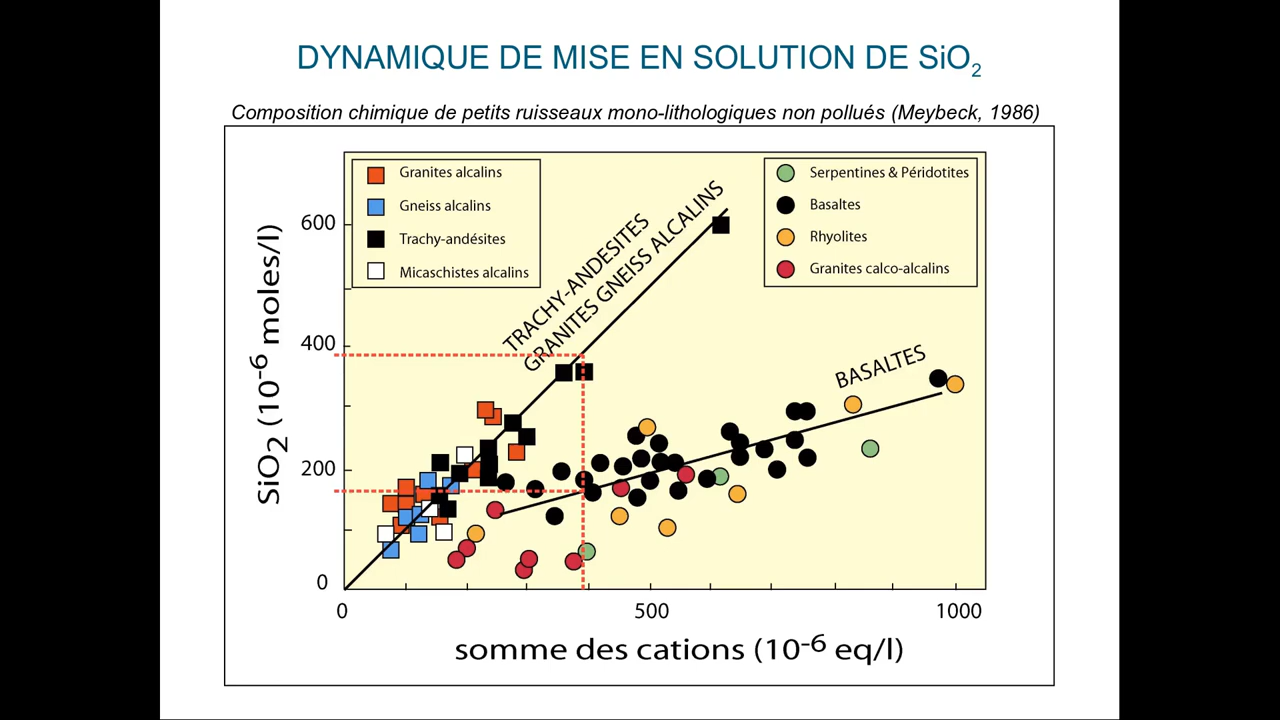 DYNAMIQUE DE MISE EN SOLUTION DE SiO2
Composition chimique de petits ruisseaux mono-lithologiques non pollués (Meybeck, 1986)
Granites alcalins
Gneiss alcalins
Trachy-andésites
Micaschistes alcalins
Serpentines & Péridotites
Basaltes
Rhyolites
Granites calco-alcalins
TRACHY-ANDESITES
GRANITES GNEISS ALCALINS
BASALTES
SiO2 (10-6 moles/l)
600
400
200
0
0 500 1000
somme des cations (10-6 eq/l)